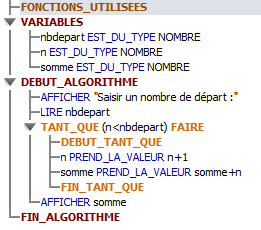 FONCTIONS_UTILISEES
VARIABLES
nbdepart EST_DU_TYPE NOMBRE
n EST_DU_TYPE NOMBRE
somme EST_DU_TYPE NOMBRE
DEBUT_ALGORITHME
AFFICHER "Saisir un nombre de départ :"
LIRE nbdepart
TANT_QUE (n<nbdepart) FAIRE
DEBUT_TANT_QUE
n PREND_LA_VALEUR n+1
somme PREND_LA_VALEUR somme+n
FIN_TANT_QUE
AFFICHER somme
FIN_ALGORITHME